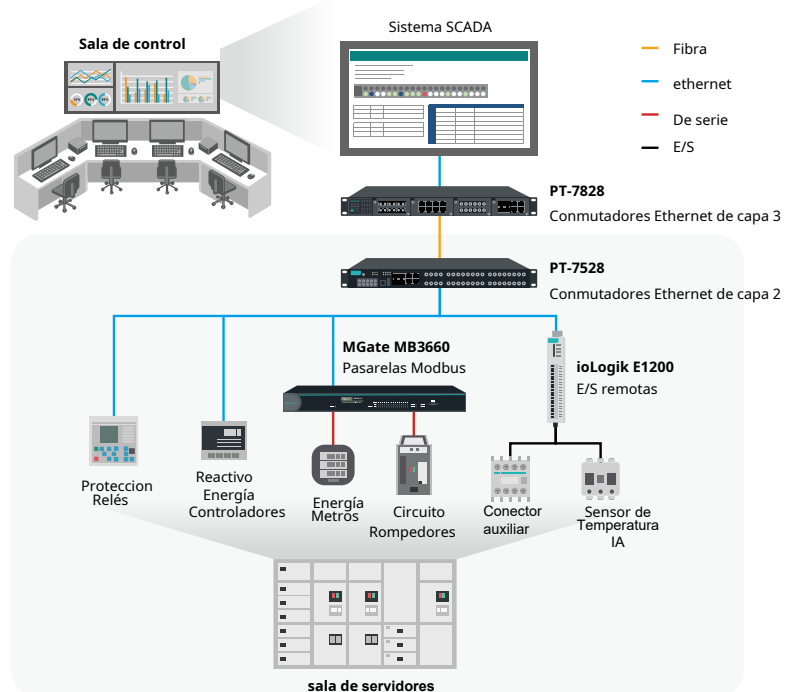 Sistema SCADA
Sala de control
Fibra
ethernet
De serie
E/S
PT-7828
Conmutadores Ethernet de capa 3
PT-7528
Conmutadores Ethernet de capa 2
MGate MB3660
Pasarelas Modbus
ioLogik E1200
E/S remotas
Proteccion
Relés
Reactivo
Energía
Controladores
Energía
Metros
Circuito
Rompedores
Conector
auxiliar
Sensor de
Temperatura
IA
sala de servidores